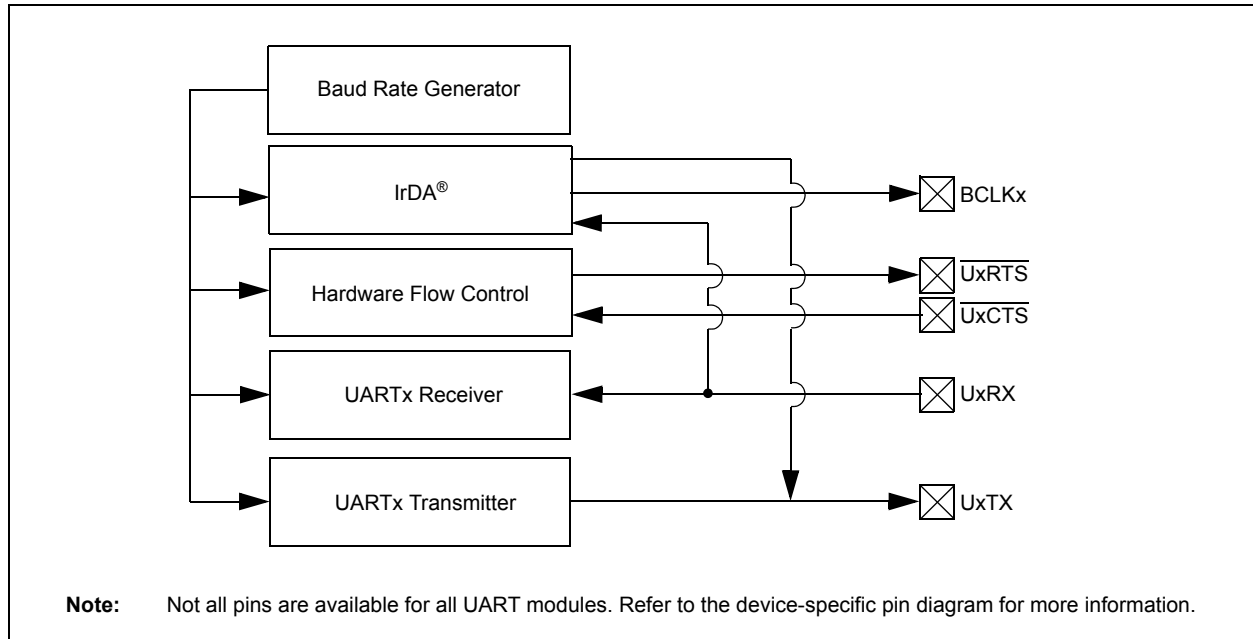 Baud Rate Generator
IrDA®
BCLKx
Hardware Flow Control
UxRTS
UxCTS
UARTx Receiver
UxRX
UARTx Transmitter
UxTX
Note: Not all pins are available for all UART modules. Refer to the device-specific pin diagram for more information.